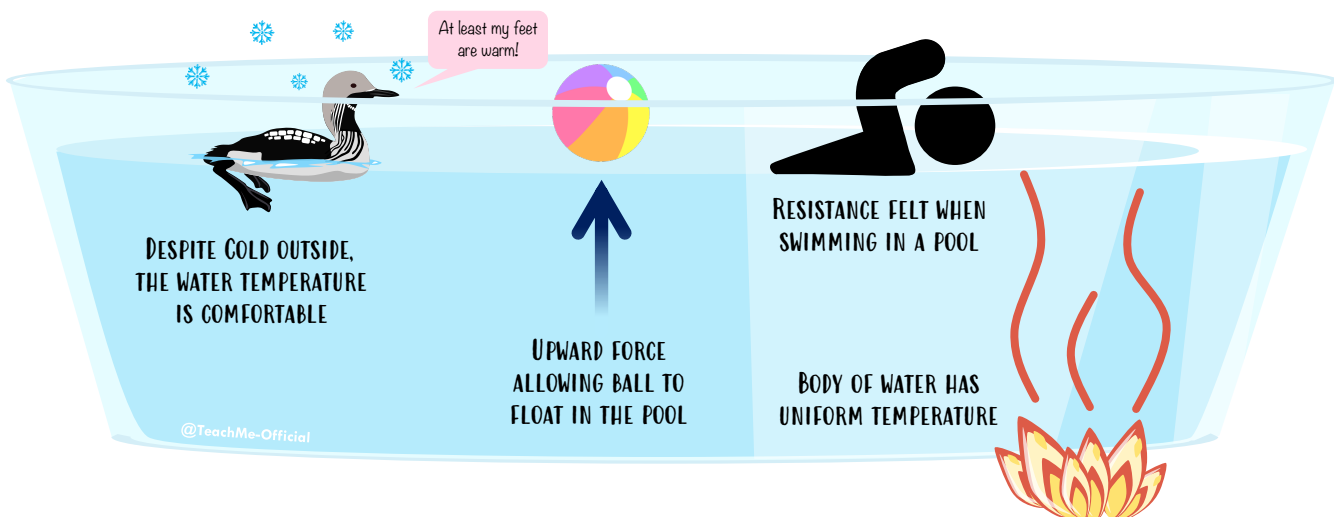 At least my feet
are warm!
Despite Cold outside,
the water temperature
is comfortable
Upward force
allowing ball to
float in the pool
Resistance felt when
swimming in a pool
Body of water has
uniform temperature
@TeachMe-Official